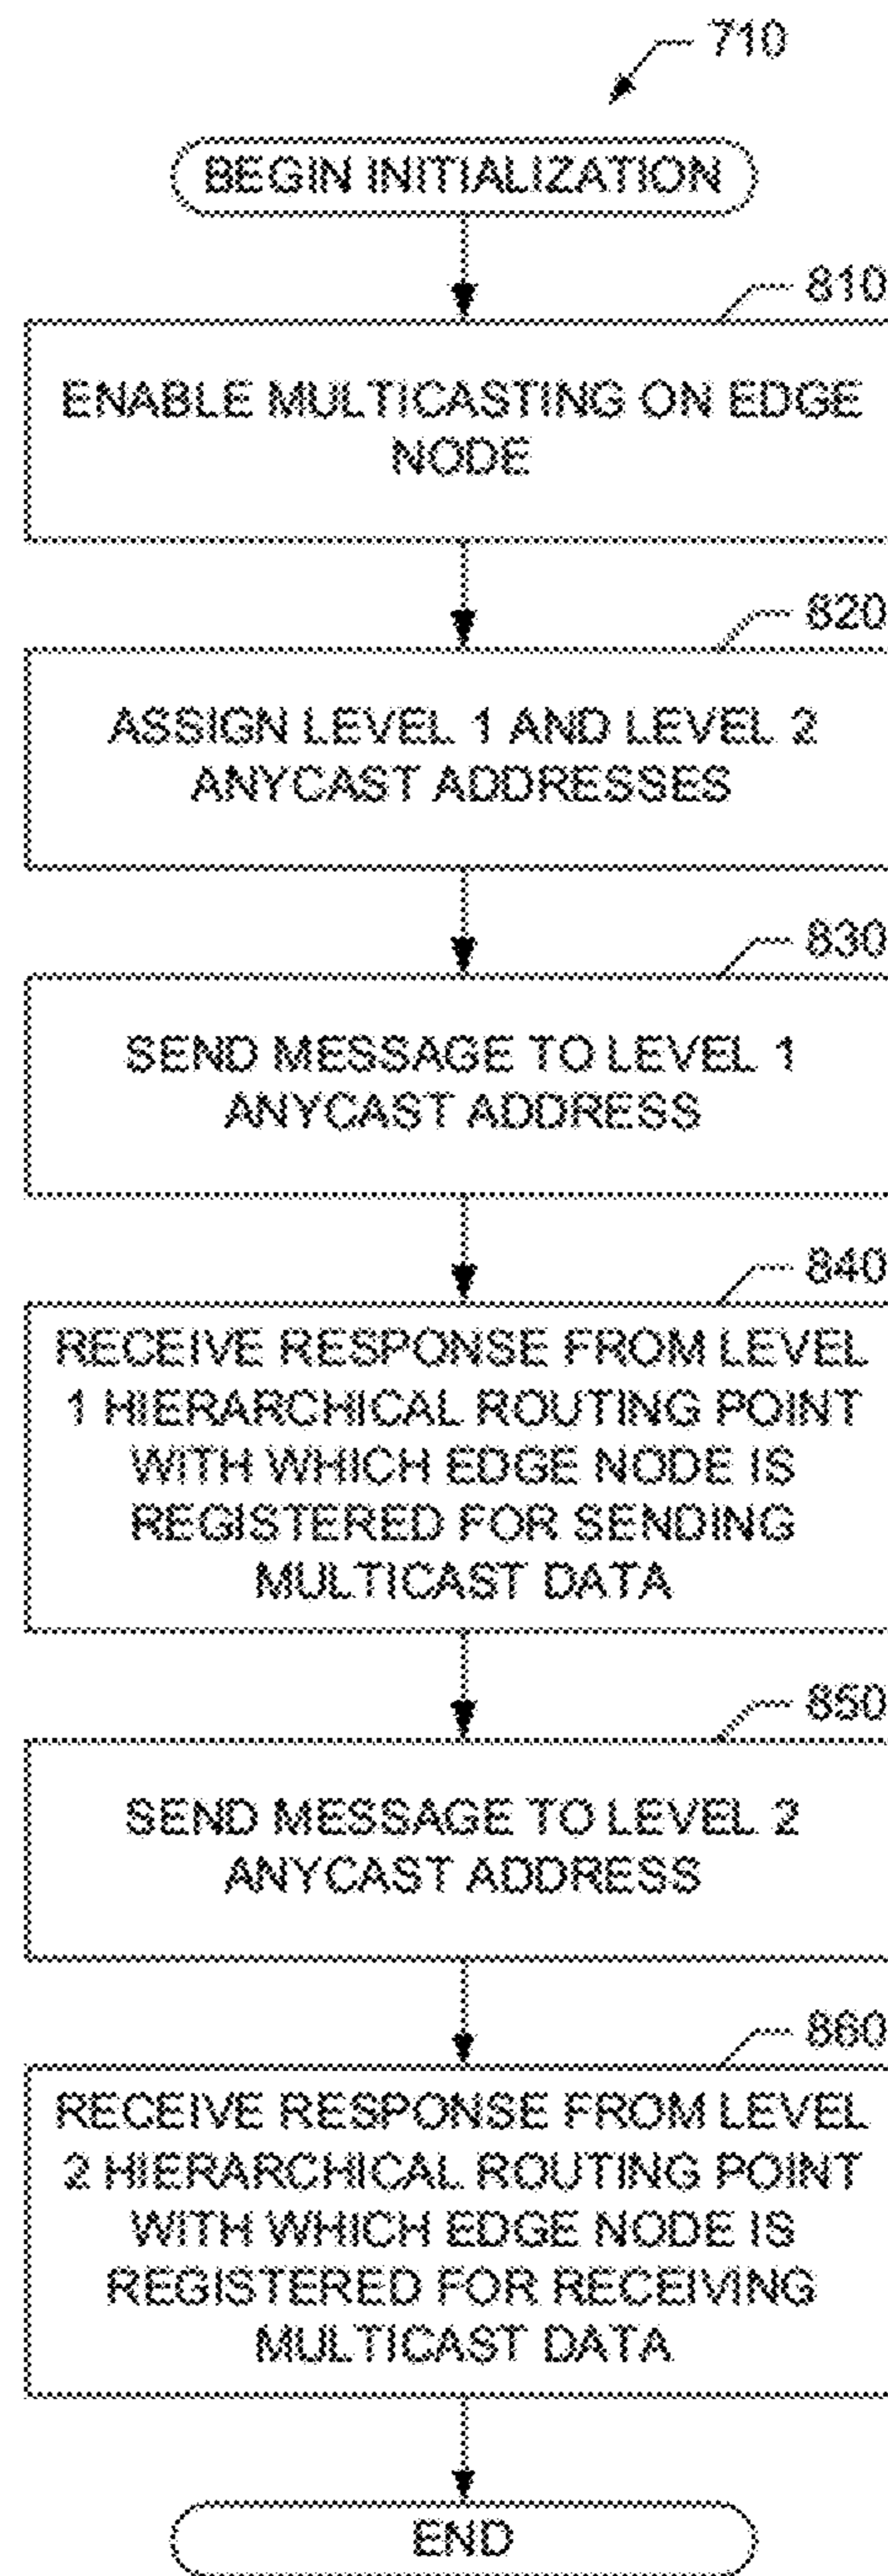 710
BEGIN INITIALIZATION
810
ENABLE MULTICASTING ON EDGE
NODE
820
ASSIGN LEVEL 1 AND LEVEL 2
ANYCAST ADDRESSES
830
SEND MESSAGE TO LEVEL 1
ANYCAST ADDRESS
840
RECEIVE RESPONSE FROM LEVEL
1 HIERARCHICAL ROUTING POINT
WITH WHICH EDGE NODE IS
REGISTERED FOR SENDING
MULTICAST DATA
850
SEND MESSAGE TO LEVEL 2
ANYCAST ADDRESS
860
RECEIVE RESPONSE FROM LEVEL
2 HIERARCHICAL ROUTING POINT
WITH WHICH EDGE NODE IS
REGISTERED FOR RECEIVING
MULTICAST DATA
END